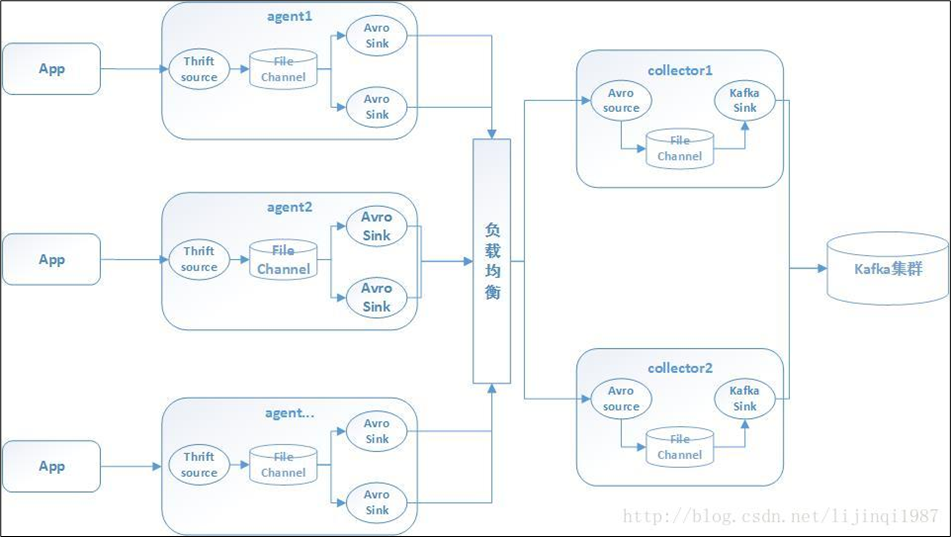 agent1
App
Thrift
source
File
Channel
Avro
Sink
Avro
Sink
agent2
App
Thrift
source
File
Channel
Avro
Sink
Avro
Sink
agent...
App
Thrift
source
File
Channel
Avro
Sink
Avro
Sink
负
载
均
衡
collector1
Avro
source
File
Channel
Kafka
Sink
collector2
Avro
source
File
Channel
Kafka
Sink
Kafka集群
http://blog.csdn.net/lijinqi1987